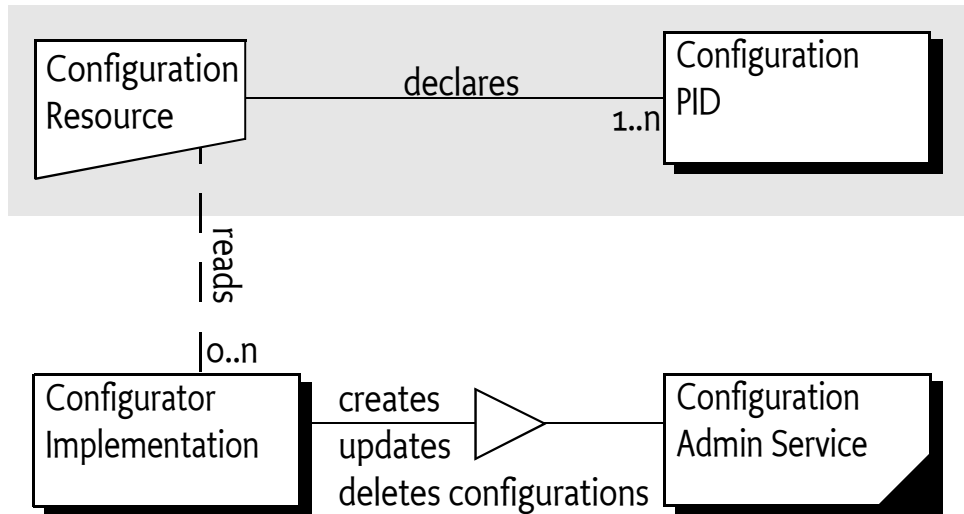 Configuration
Resource
declares
1..n
Configuration
PID
reads
0..n
Configurator
Implementation
creates
updates
deletes configurations
Configuration
Admin Service